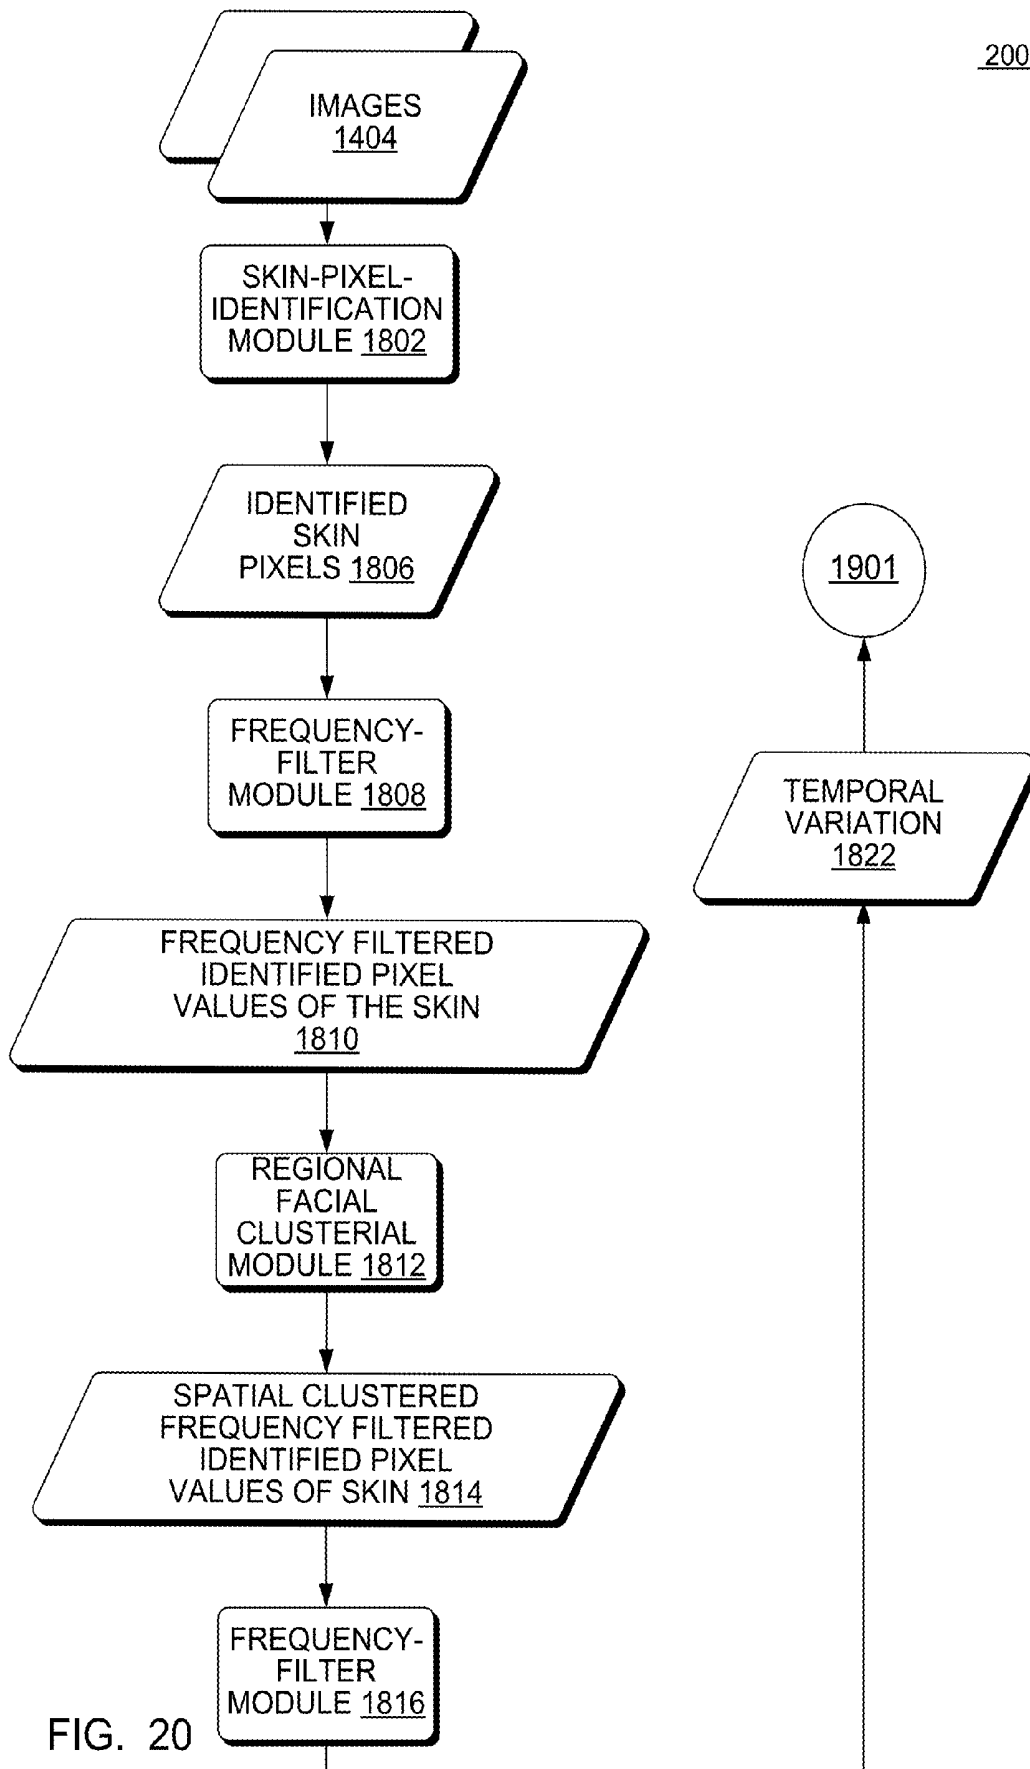 200
IMAGES
1404
SKIN-PIXEL-
IDENTIFICATION
MODULE 1802
IDENTIFIED
SKIN
PIXELS 1806
FREQUENCY-
FILTER
MODULE 1808
FREQUENCY FILTERED
IDENTIFIED PIXEL
VALUES OF THE SKIN
1810
REGIONAL
FACIAL
CLUSTERIAL
MODULE 1812
SPATIAL CLUSTERED
FREQUENCY FILTERED
IDENTIFIED PIXEL
VALUES OF SKIN 1814
FREQUENCY-
FILTER
MODULE 1816
1901
TEMPORAL
VARIATION
1822
FIG. 20